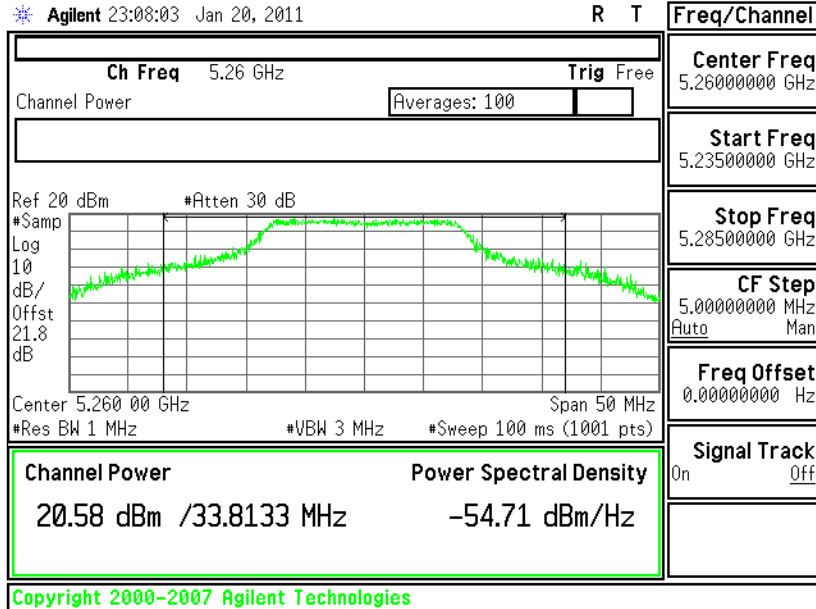 Agilent 23:08:03 Jan 20, 2011 R T Freq/Channel
Ch Freq 5.26 GHz Trig Free
Channel Power Averages: 100
Ref 20 dBm #Atten 30 dB
#Samp
Log
10
dB/
Offst
21.8
dB
Center 5.260 00 GHz Span 50 MHz
#Res BW 1 MHz #VBW 3 MHz #Sweep 100 ms (1001 pts)
Channel Power Power Spectral Density
20.58 dBm /33.8133 MHz -54.71 dBm/Hz
Copyright 2000-2007 Agilent Technologies
Center Freq
5.26000000 GHz
Start Freq
5.23500000 GHz
Stop Freq
5.28500000 GHz
CF Step
5.00000000 MHz
Auto Man
Freq Offset
0.00000000 Hz
Signal Track
On Off